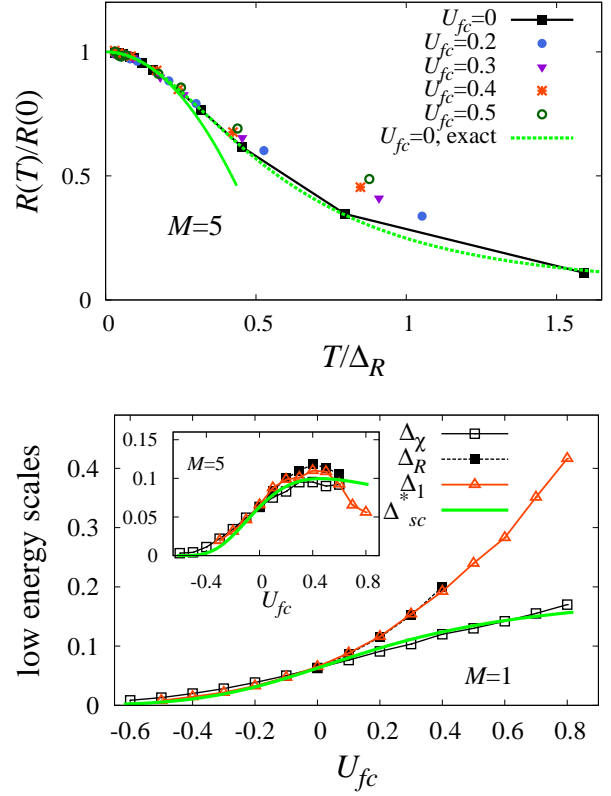 R(T)/R(0)
1
0.5
0
0
0.5
1
1.5
T/Δ_R
M=5
U_fc=0
U_fc=0.2
U_fc=0.3
U_fc=0.4
U_fc=0.5
U_fc=0, exact
low energy scales
0.4
0.3
0.2
0.1
0
-0.6
-0.4
-0.2
0
0.2
0.4
0.6
0.8
U_fc
M=1
Δ_χ
Δ_R
Δ_1
Δ*_sc
M=5
0.15
0.1
0.05
0
-0.4
0
0.4
0.8
U_fc